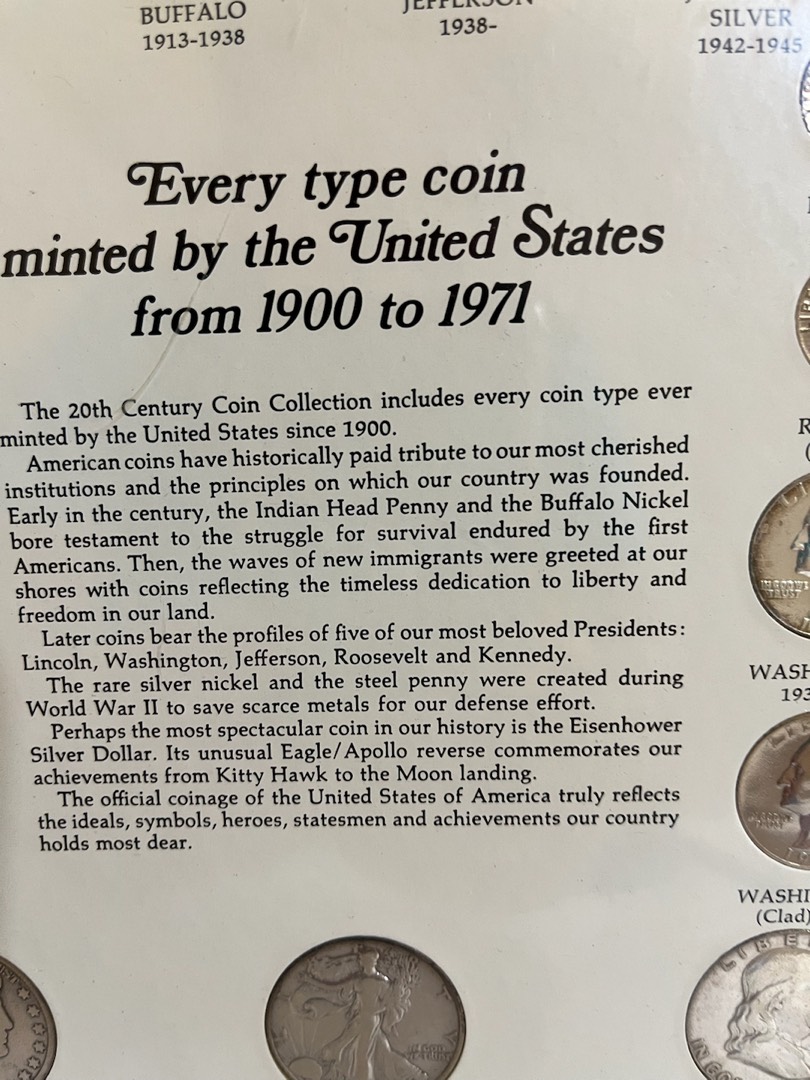 BUFFALO
1913-1938
JEFFERSON
1938-
SILVER
1942-1945
Every type coin
minted by the United States
from 1900 to 1971
The 20th Century Coin Collection includes every coin type ever
minted by the United States since 1900.
American coins have historically paid tribute to our most cherished
institutions and the principles on which our country was founded.
Early in the century, the Indian Head Penny and the Buffalo Nickel
bore testament to the struggle for survival endured by the first
Americans. Then, the waves of new immigrants were greeted at our
shores with coins reflecting the timeless dedication to liberty and
freedom in our land.
Later coins bear the profiles of five of our most beloved Presidents:
Lincoln, Washington, Jefferson, Roosevelt and Kennedy.
The rare silver nickel and the steel penny were created during
World War II to save scarce metals for our defense effort.
Perhaps the most spectacular coin in our history is the Eisenhower
Silver Dollar. Its unusual Eagle/Apollo reverse commemorates our
achievements from Kitty Hawk to the Moon landing.
The official coinage of the United States of America truly reflects
the ideals, symbols, heroes, statesmen and achievements our country
holds most dear.
WASH
193
WASHI
(Clad)